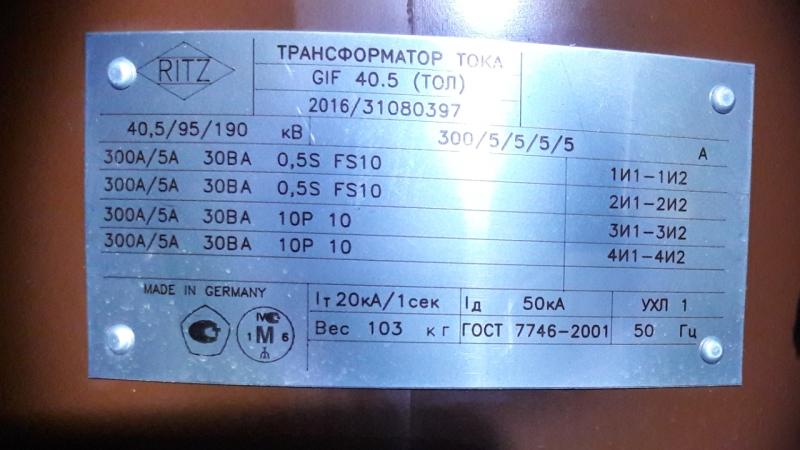 RITZ
ТРАНСФОРМАТОР ТОКА
GIF 40.5 (ТОЛ)
2016/31080397
40,5/95/190 кВ 300/5/5/5/5 А
300А/5А 30ВА 0,5S FS10 1И1-1И2
300А/5А 30ВА 0,5S FS10 2И1-2И2
300А/5А 30ВА 10Р 10 3И1-3И2
300А/5А 30ВА 10Р 10 4И1-4И2
MADE IN GERMANY
Iт 20кА/1сек Iд 50кА УХЛ 1
Вес 103 кг ГОСТ 7746-2001 50 Гц
1 М 6